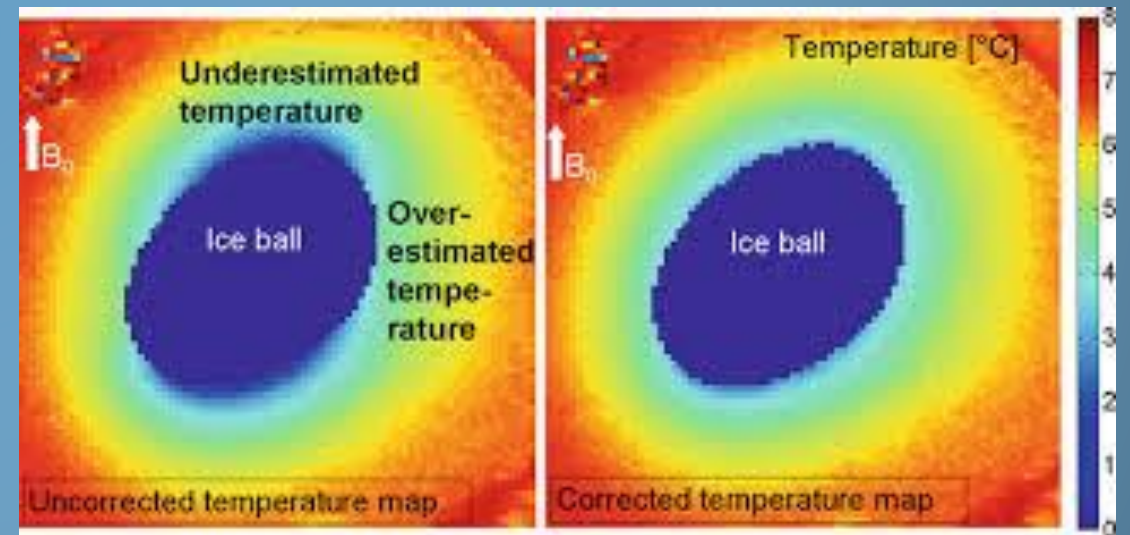 Underestimated
temperature
B₀
Ice ball
Over-
estimated
tempe-
rature
Uncorrected temperature map
Temperature [°C]
B₀
Ice ball
Corrected temperature map
8
7
6
5
4
3
2
1
0